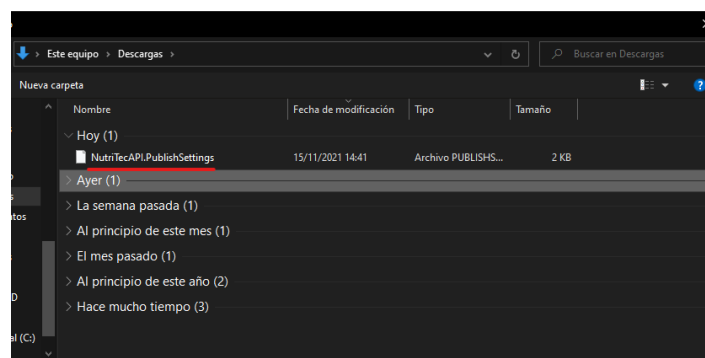 Este equipo > Descargas >
Buscar en Descargas
Nueva carpeta
Nombre Fecha de modificación Tipo Tamaño
Hoy (1)
NutriTecAPI.PublishSettings 15/11/2021 14:41 Archivo PUBLISHS... 2 KB
Ayer (1)
La semana pasada (1)
Al principio de este mes (1)
El mes pasado (1)
Al principio de este año (2)
Hace mucho tiempo (3)
tos
D
al (C:)